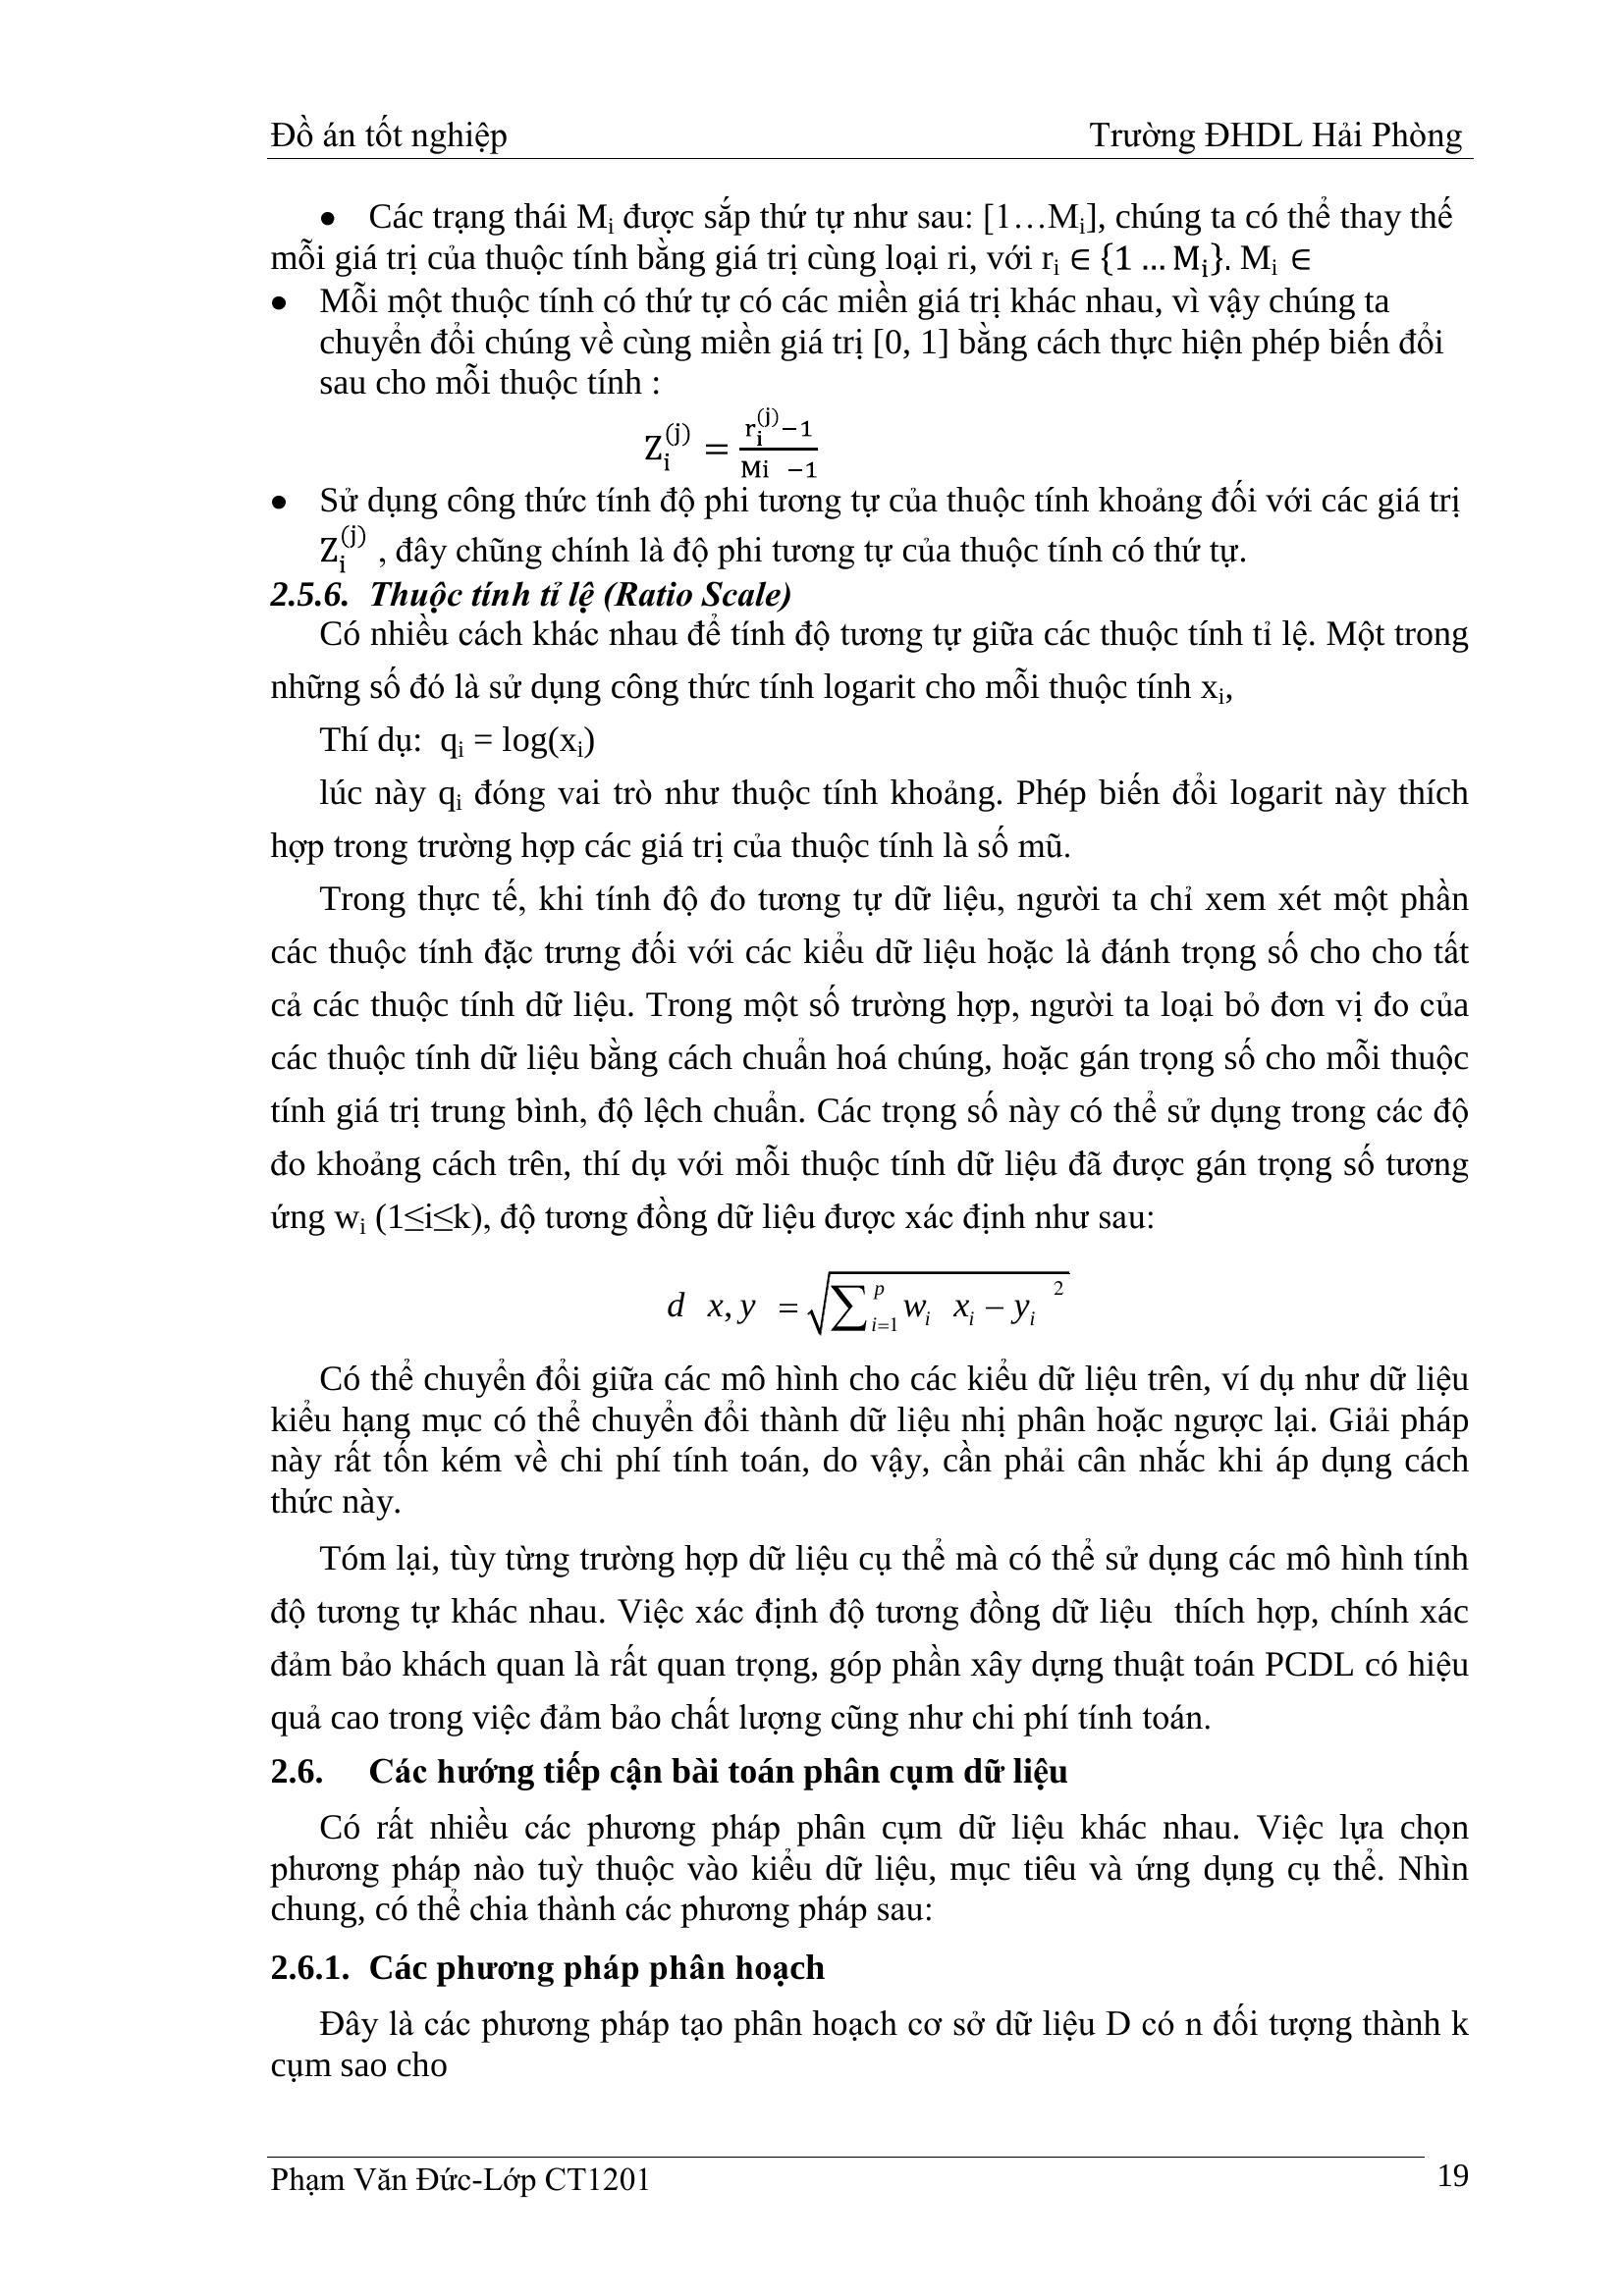 Đồ án tốt nghiệp Trường ĐHDL Hải Phòng
• Các trạng thái Mi được sắp thứ tự như sau: [1…Mi], chúng ta có thể thay thế
mỗi giá trị của thuộc tính bằng giá trị cùng loại ri, với ri ∈ {1 … Mi}. Mi ∈
• Mỗi một thuộc tính có thứ tự có các miền giá trị khác nhau, vì vậy chúng ta
chuyển đổi chúng về cùng miền giá trị [0, 1] bằng cách thực hiện phép biến đổi
sau cho mỗi thuộc tính :
Zi^(j) = (ri^(j)−1)/(Mi −1)
• Sử dụng công thức tính độ phi tương tự của thuộc tính khoảng đối với các giá trị
Zi^(j) , đây chũng chính là độ phi tương tự của thuộc tính có thứ tự.
2.5.6. Thuộc tính tỉ lệ (Ratio Scale)
Có nhiều cách khác nhau để tính độ tương tự giữa các thuộc tính tỉ lệ. Một trong
những số đó là sử dụng công thức tính logarit cho mỗi thuộc tính xi,
Thí dụ: qi = log(xi)
lúc này qi đóng vai trò như thuộc tính khoảng. Phép biến đổi logarit này thích
hợp trong trường hợp các giá trị của thuộc tính là số mũ.
Trong thực tế, khi tính độ đo tương tự dữ liệu, người ta chỉ xem xét một phần
các thuộc tính đặc trưng đối với các kiểu dữ liệu hoặc là đánh trọng số cho cho tất
cả các thuộc tính dữ liệu. Trong một số trường hợp, người ta loại bỏ đơn vị đo của
các thuộc tính dữ liệu bằng cách chuẩn hoá chúng, hoặc gán trọng số cho mỗi thuộc
tính giá trị trung bình, độ lệch chuẩn. Các trọng số này có thể sử dụng trong các độ
đo khoảng cách trên, thí dụ với mỗi thuộc tính dữ liệu đã được gán trọng số tương
ứng wi (1≤i≤k), độ tương đồng dữ liệu được xác định như sau:
d x, y = √∑i=1^p wi xi − yi ^2
Có thể chuyển đổi giữa các mô hình cho các kiểu dữ liệu trên, ví dụ như dữ liệu
kiểu hạng mục có thể chuyển đổi thành dữ liệu nhị phân hoặc ngược lại. Giải pháp
này rất tốn kém về chi phí tính toán, do vậy, cần phải cân nhắc khi áp dụng cách
thức này.
Tóm lại, tùy từng trường hợp dữ liệu cụ thể mà có thể sử dụng các mô hình tính
độ tương tự khác nhau. Việc xác định độ tương đồng dữ liệu thích hợp, chính xác
đảm bảo khách quan là rất quan trọng, góp phần xây dựng thuật toán PCDL có hiệu
quả cao trong việc đảm bảo chất lượng cũng như chi phí tính toán.
2.6. Các hướng tiếp cận bài toán phân cụm dữ liệu
Có rất nhiều các phương pháp phân cụm dữ liệu khác nhau. Việc lựa chọn
phương pháp nào tuỳ thuộc vào kiểu dữ liệu, mục tiêu và ứng dụng cụ thể. Nhìn
chung, có thể chia thành các phương pháp sau:
2.6.1. Các phương pháp phân hoạch
Đây là các phương pháp tạo phân hoạch cơ sở dữ liệu D có n đối tượng thành k
cụm sao cho
Phạm Văn Đức-Lớp CT1201 19